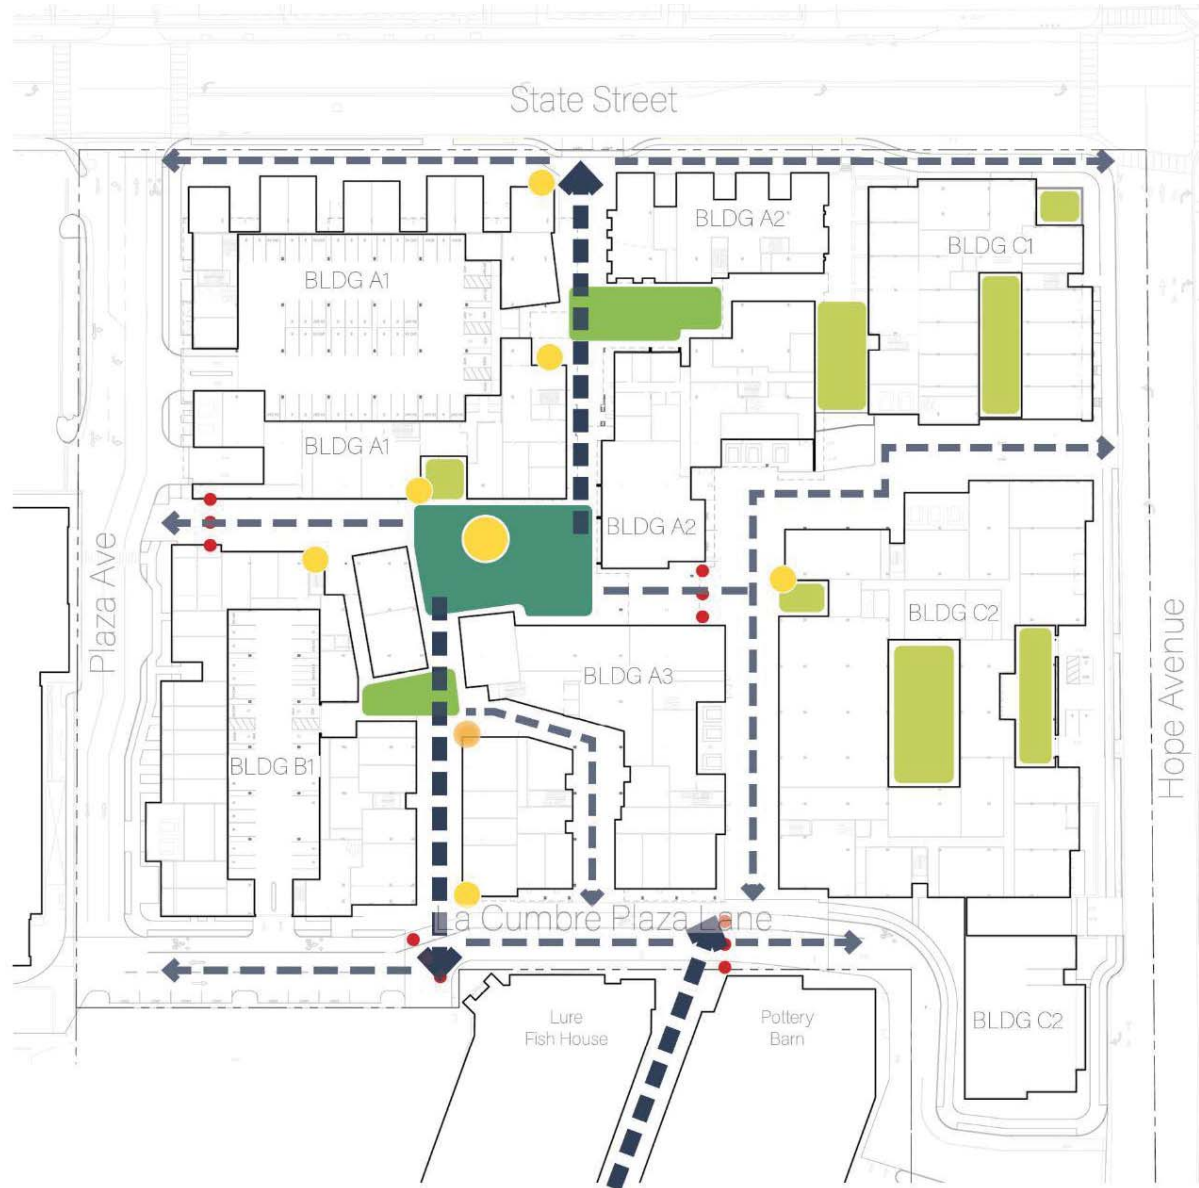 State Street
BLDG A2
BLDG C1
BLDG A1
BLDG A1
BLDG A2
Plaza Ave
BLDG C2
Hope Avenue
BLDG A3
BLDG B1
La Cumbre Plaza Lane
Lure
Fish House
Pottery
Barn
BLDG C2